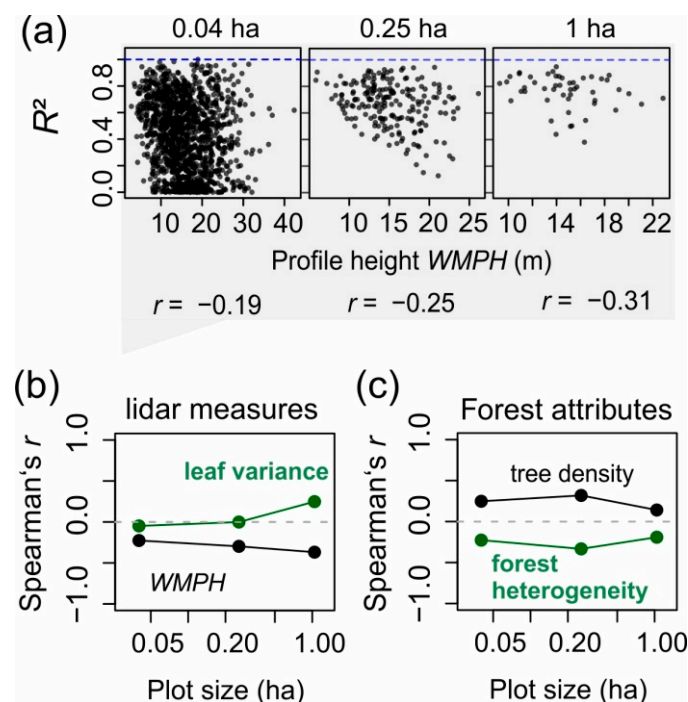 (a) 0.04 ha 0.25 ha 1 ha
R²
0.0 0.4 0.8
10 20 30 40 10 15 20 25 10 14 18 22
Profile height WMPH (m)
r = −0.19 r = −0.25 r = −0.31
(b) lidar measures
Spearman‘s r
−1.0 0.0 1.0
leaf variance
WMPH
0.05 0.20 1.00
Plot size (ha)
(c) Forest attributes
Spearman‘s r
−1.0 0.0 1.0
tree density
forest
heterogeneity
0.05 0.20 1.00
Plot size (ha)